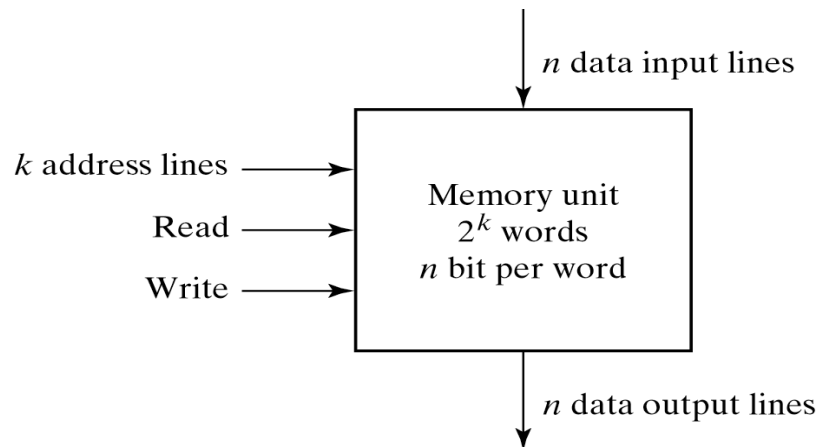 n data input lines
k address lines
Read
Write
Memory unit
2^k words
n bit per word
n data output lines